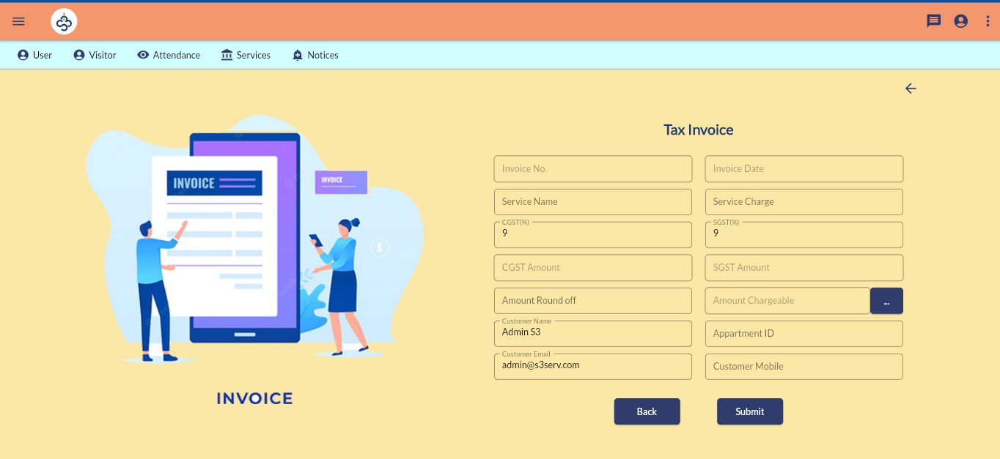 User Visitor Attendance Services Notices
Tax Invoice
INVOICE
INVOICE
$
INVOICE
Invoice No. Invoice Date
Service Name Service Charge
CGST(%) SGST(%)
9 9
CGST Amount SGST Amount
Amount Round off Amount Chargeable ...
Customer Name
Admin S3 Appartment ID
Customer Email
admin@s3serv.com Customer Mobile
Back Submit